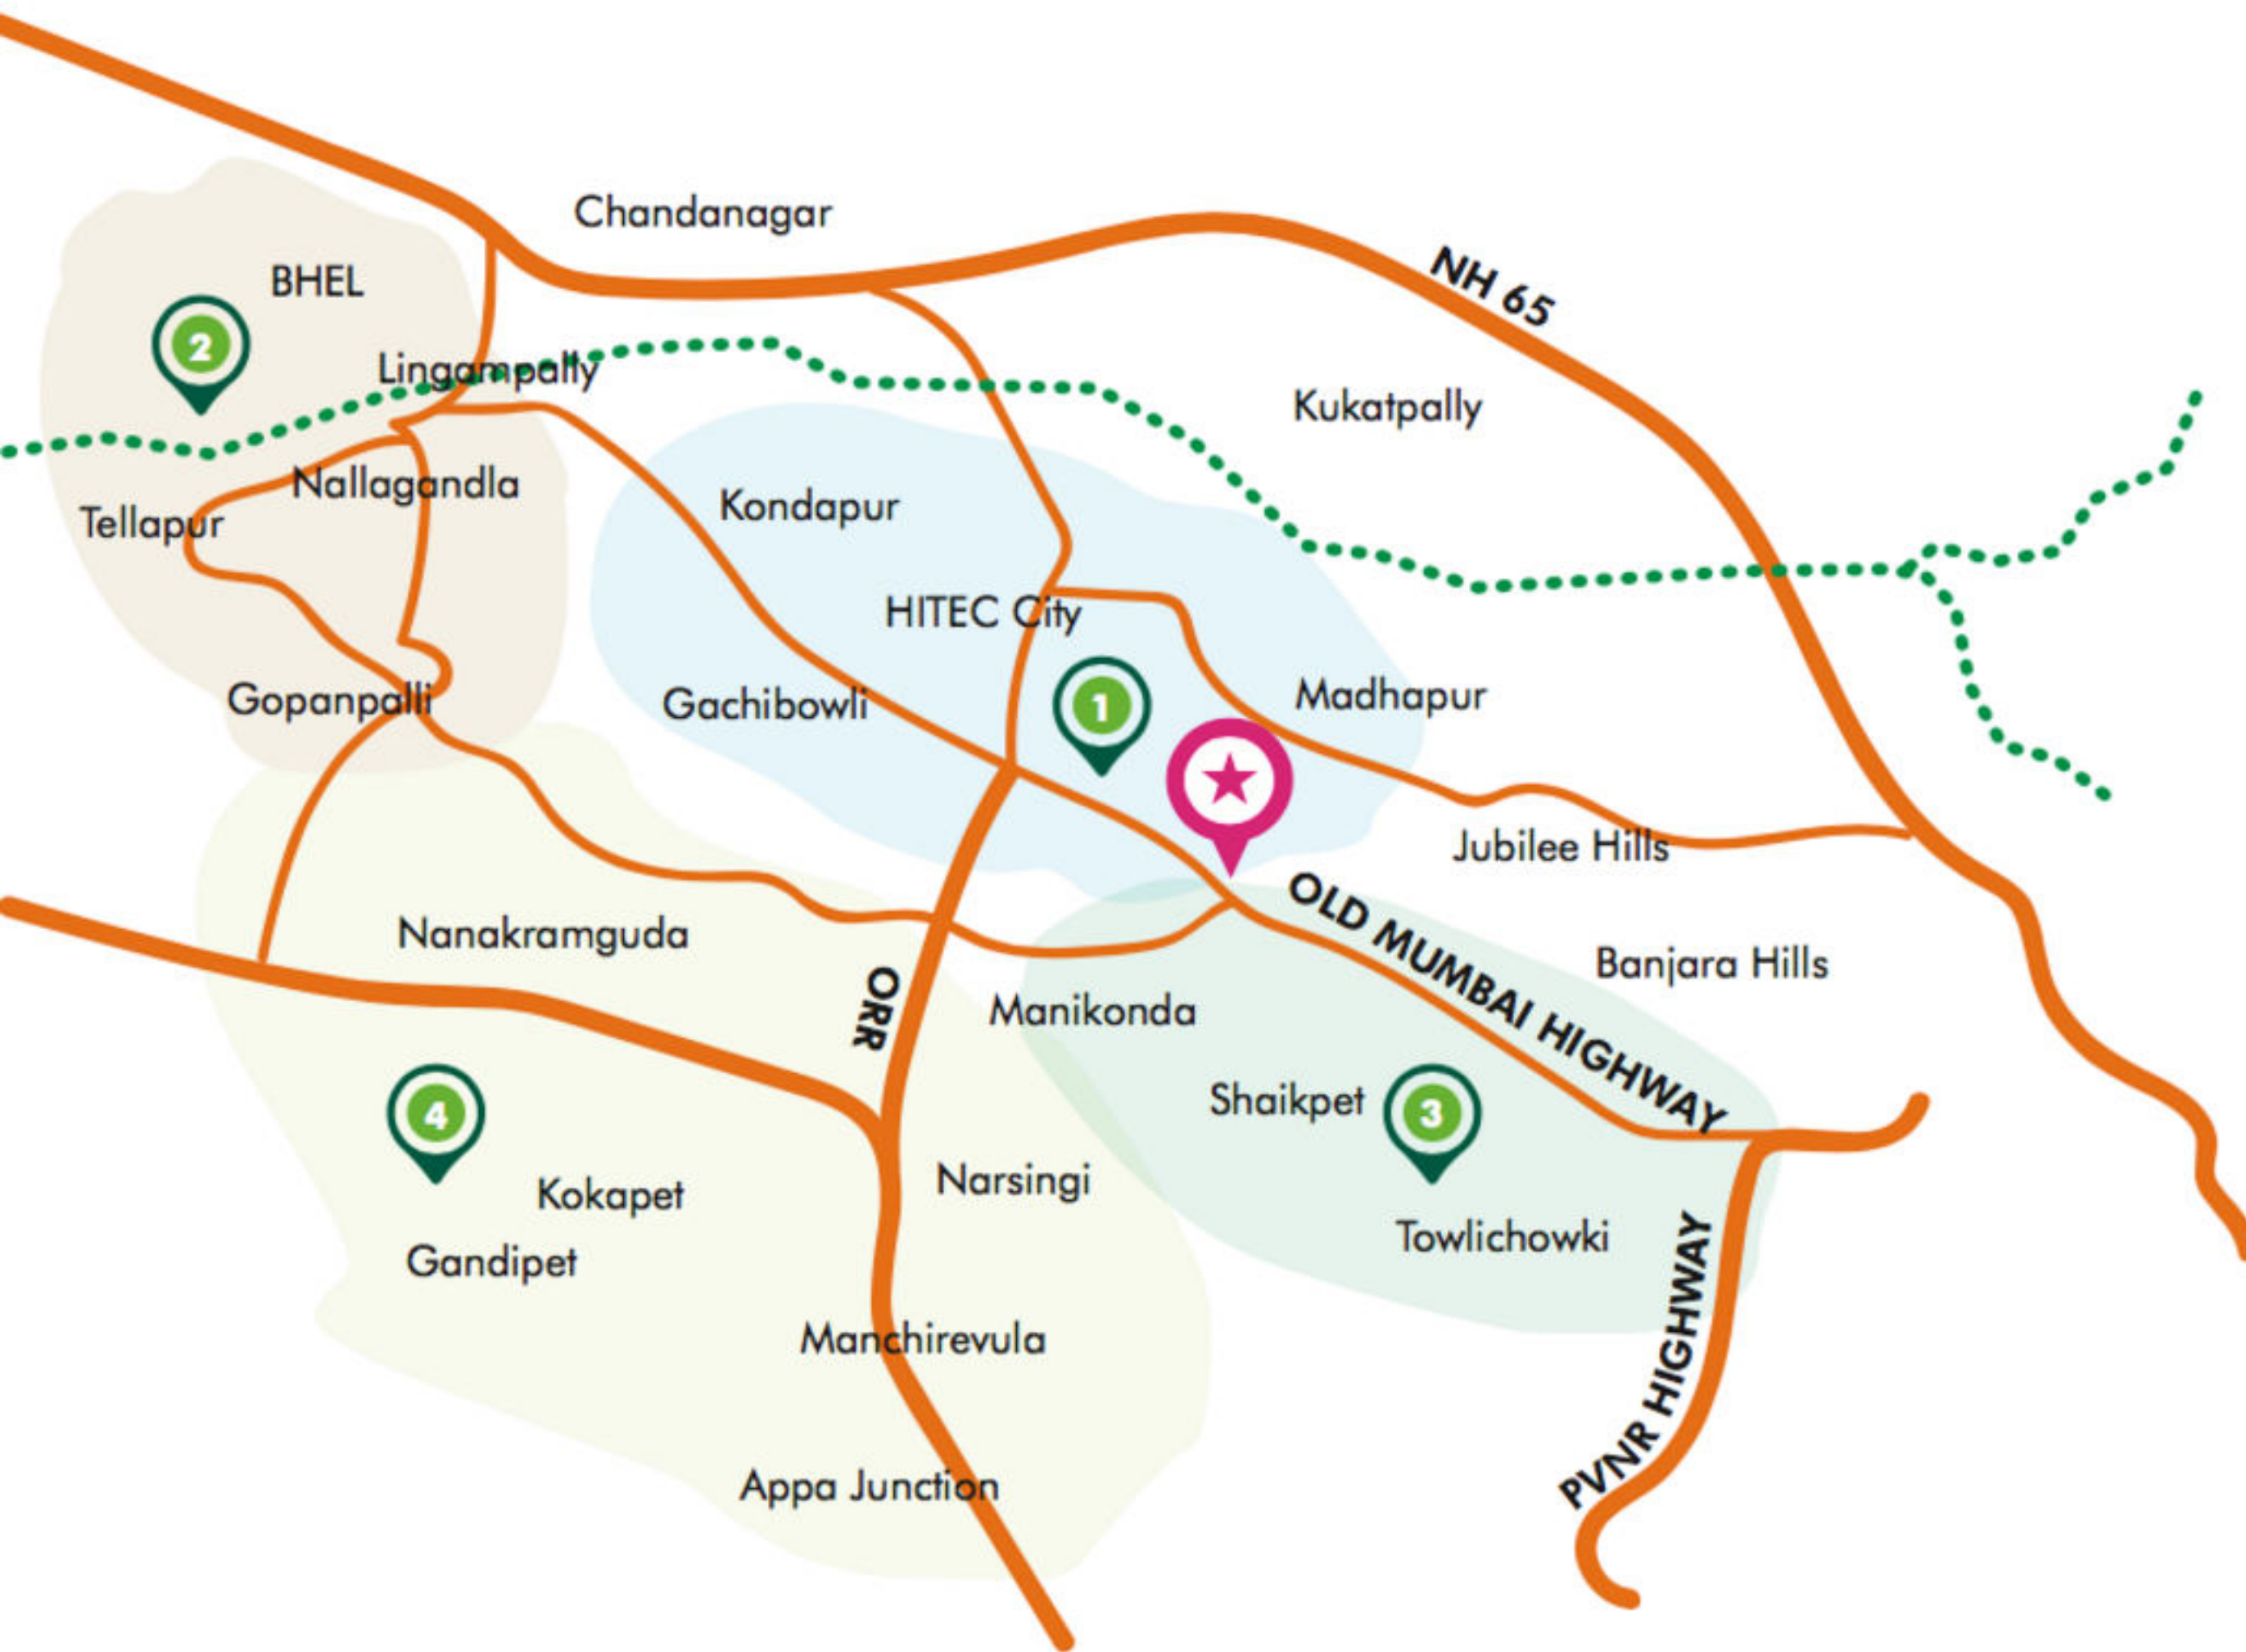 Chandanagar
NH 65
BHEL
2
Lingampally
Kukatpally
Nallagandla
Tellapur
Kondapur
HITEC City
Gopanpalli
Gachibowli
1
Madhapur
Jubilee Hills
OLD MUMBAI HIGHWAY
Nanakramguda
Banjara Hills
ORR
Manikonda
4
Shaikpet
3
Kokapet
Narsingi
Gandipet
Towlichowki
PVNR HIGHWAY
Manchirevula
Appa Junction